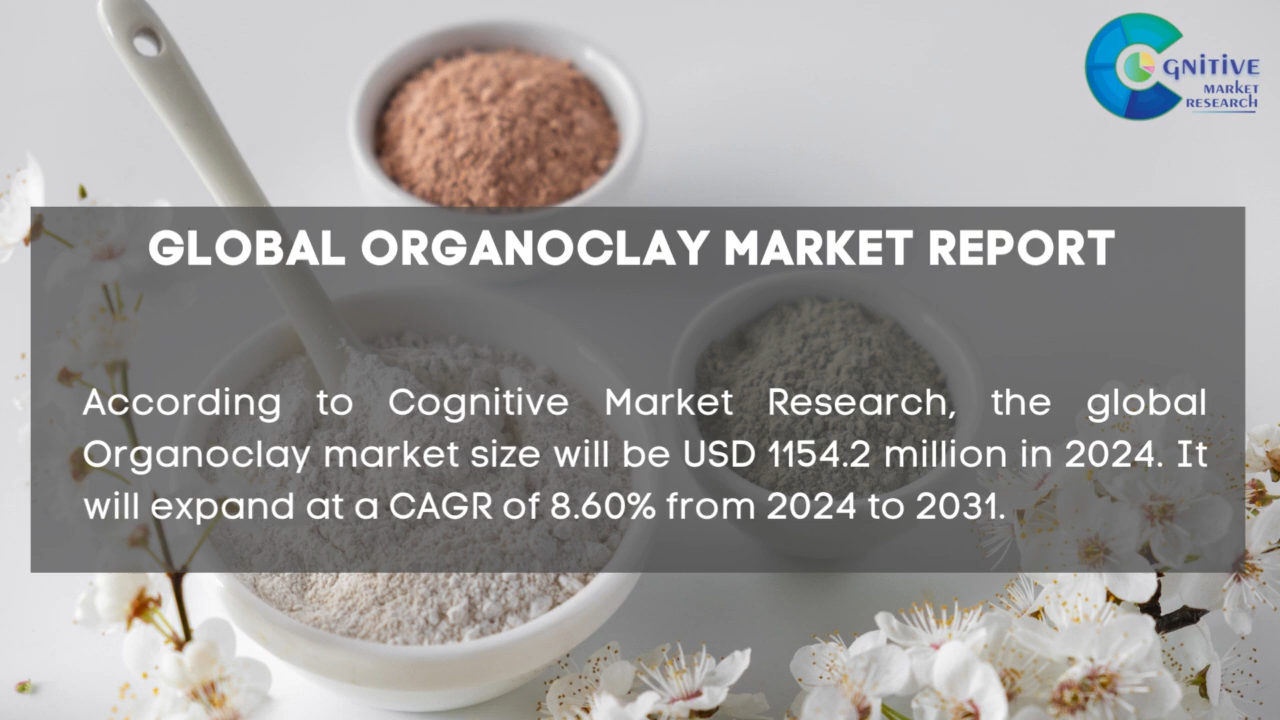 GNITIVE
MARKET
RESEARCH
GLOBAL ORGANOCLAY MARKET REPORT
According to Cognitive Market Research, the global
Organoclay market size will be USD 1154.2 million in 2024. It
will expand at a CAGR of 8.60% from 2024 to 2031.